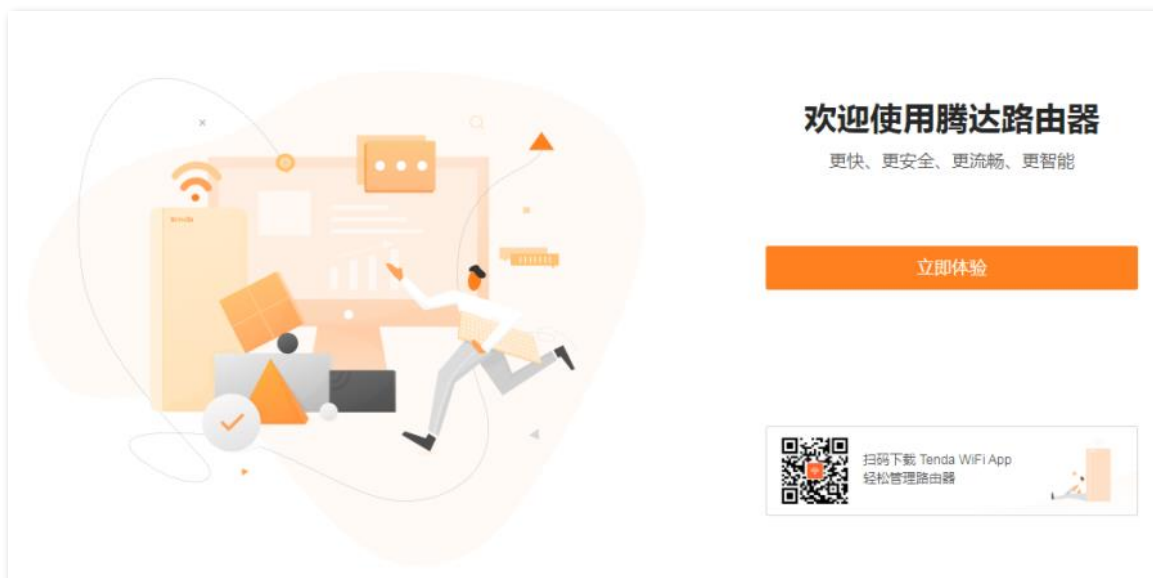 欢迎使用腾达路由器
更快、更安全、更流畅、更智能
立即体验
扫码下载 Tenda WiFi App
轻松管理路由器